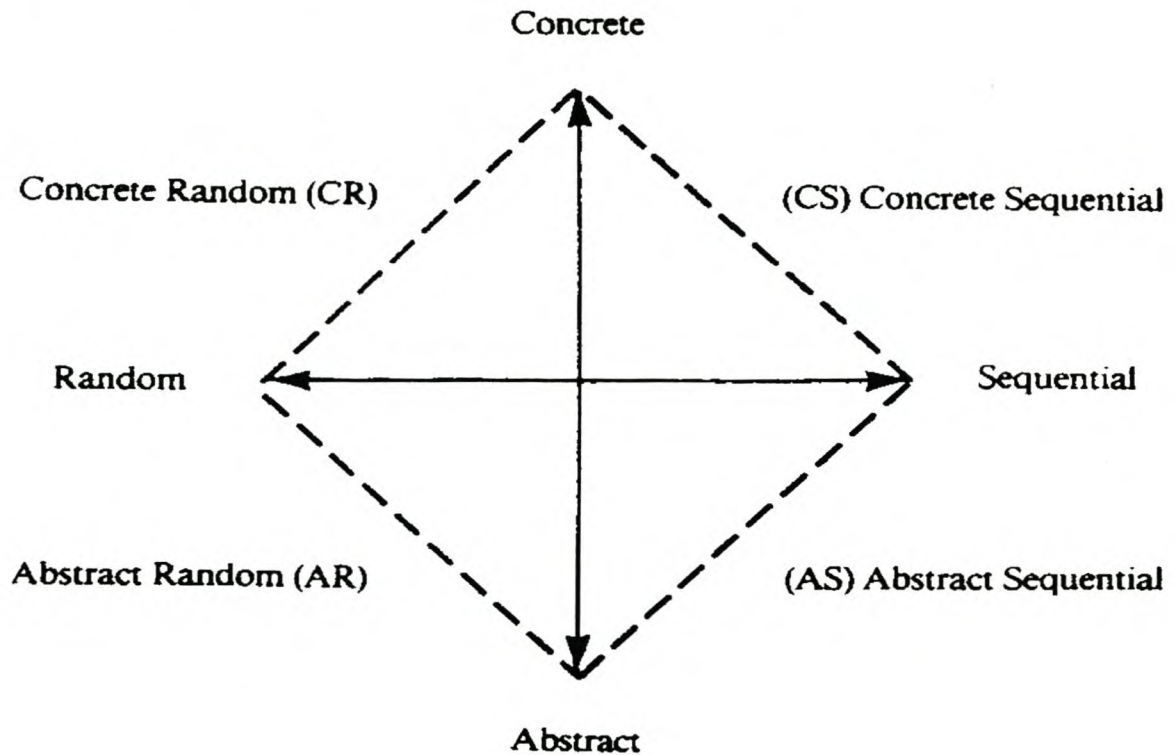 Concrete
Concrete Random (CR)
(CS) Concrete Sequential
Random
Sequential
Abstract Random (AR)
(AS) Abstract Sequential
Abstract